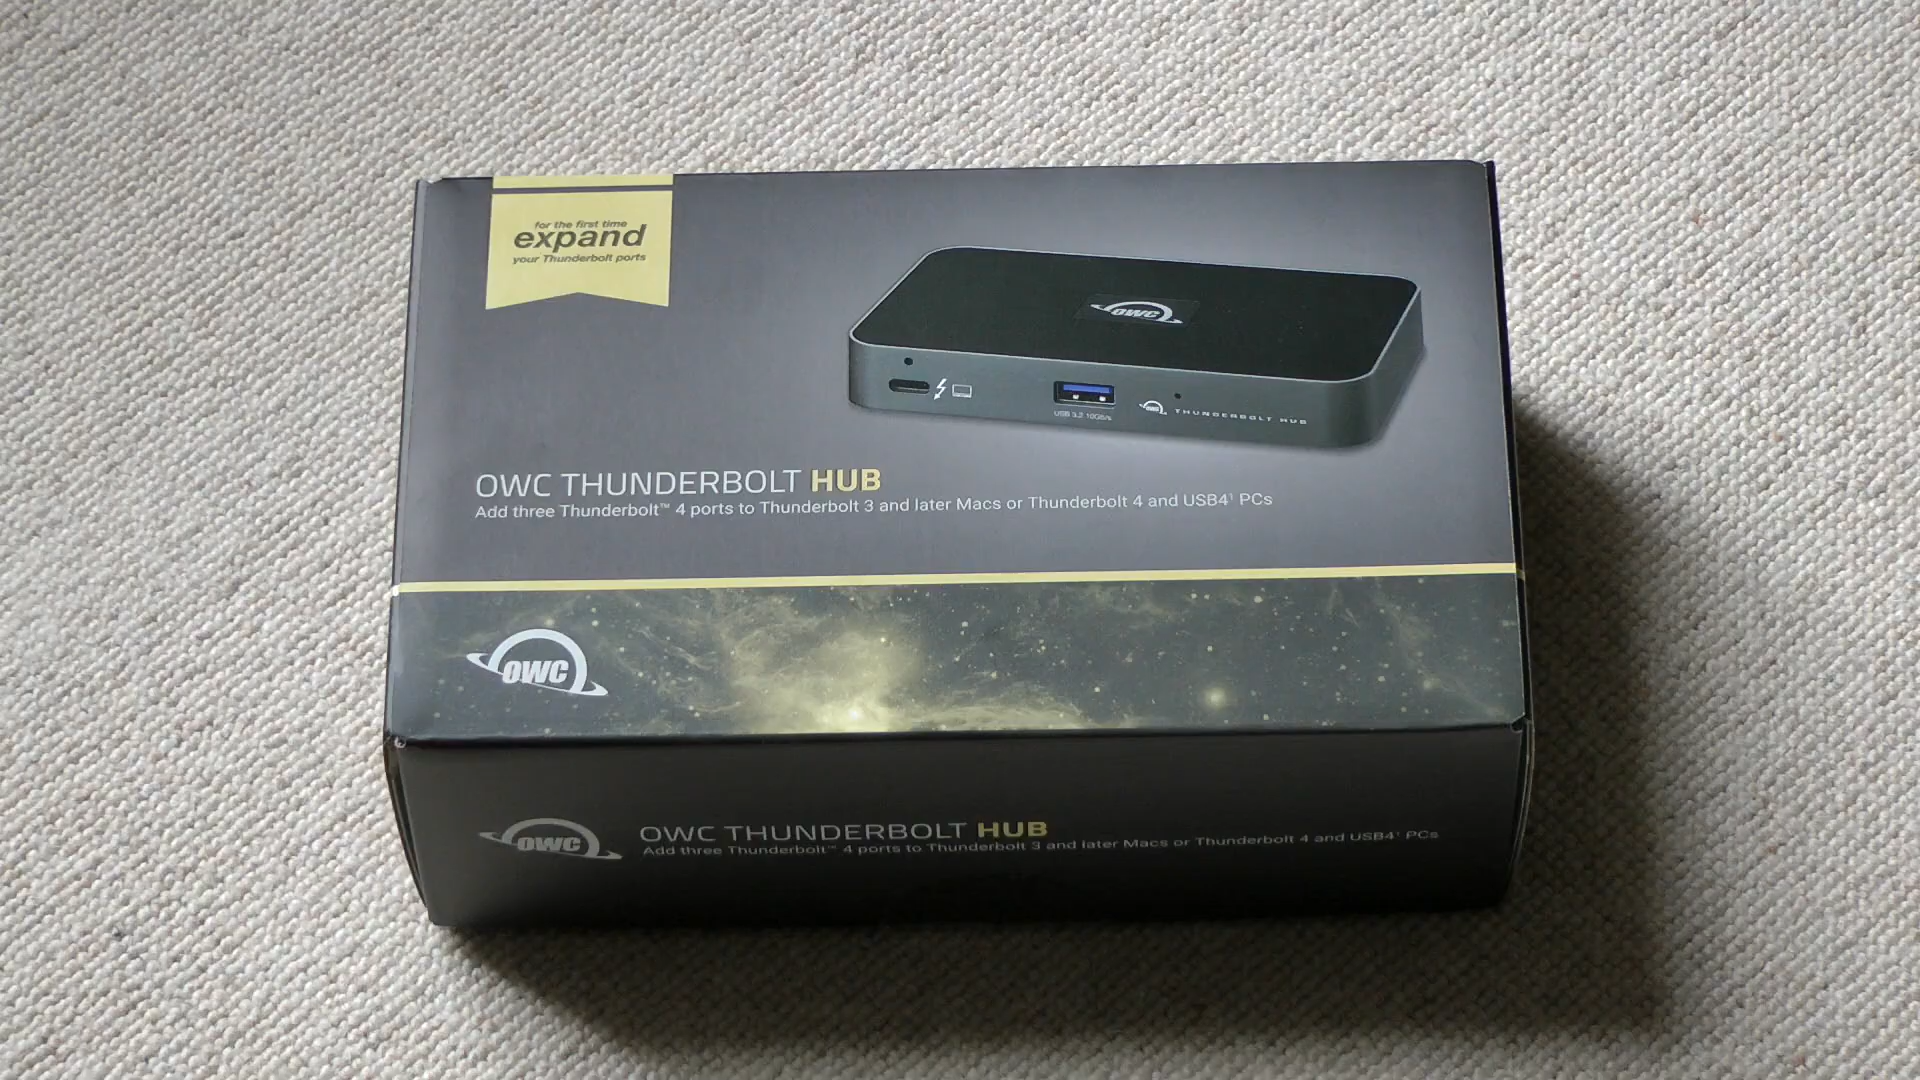 for the first time
expand
your Thunderbolt ports
OWC
USB 3.2 10Gb/s
OWC THUNDERBOLT HUB
OWC THUNDERBOLT HUB
Add three Thunderbolt™ 4 ports to Thunderbolt 3 and later Macs or Thunderbolt 4 and USB4¹ PCs
OWC
OWC
OWC THUNDERBOLT HUB
Add three Thunderbolt™ 4 ports to Thunderbolt 3 and later Macs or Thunderbolt 4 and USB4¹ PCs